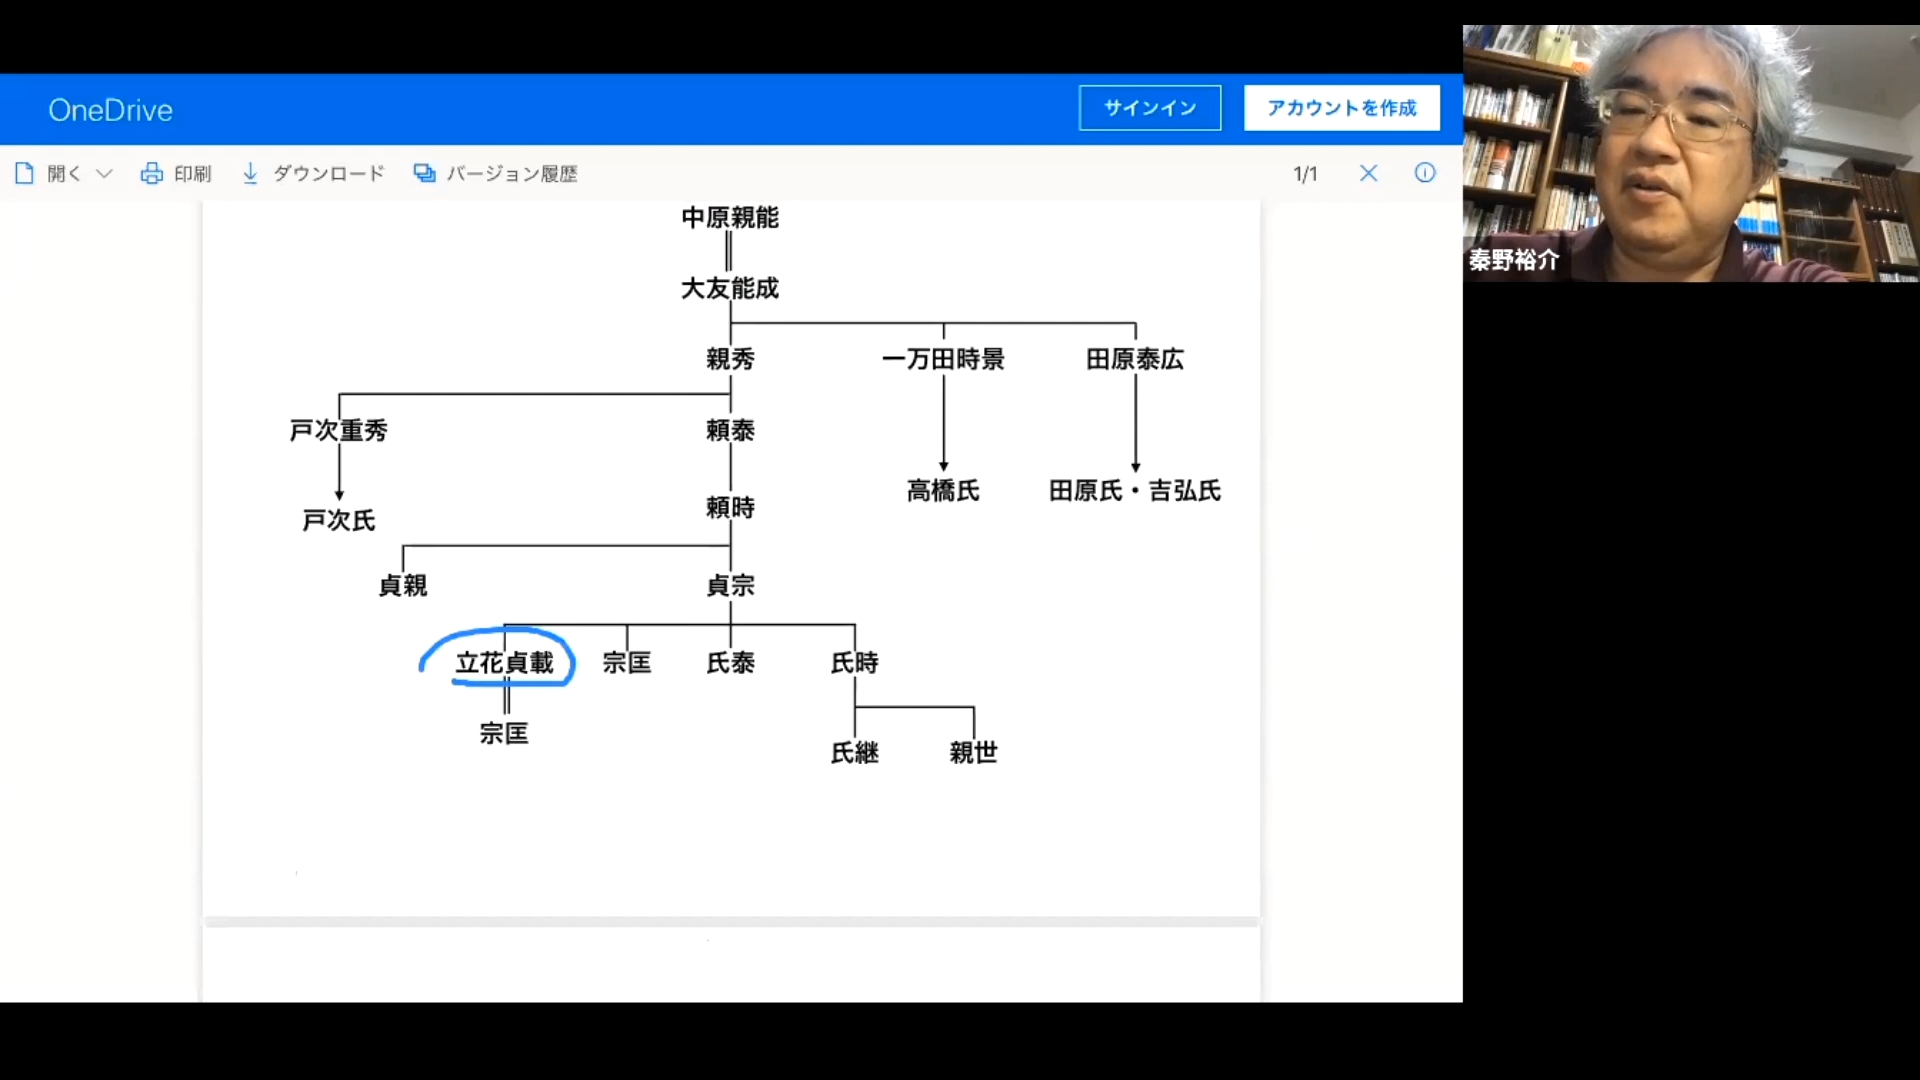 OneDrive
サインイン
アカウントを作成
開く
印刷
ダウンロード
バージョン履歴
1/1
秦野裕介
中原親能
大友能成
親秀 一万田時景 田原泰広
戸次重秀 頼泰
高橋氏 田原氏・吉弘氏
頼時
戸次氏
貞親 貞宗
立花貞載 宗匡 氏泰 氏時
宗匡
氏継 親世